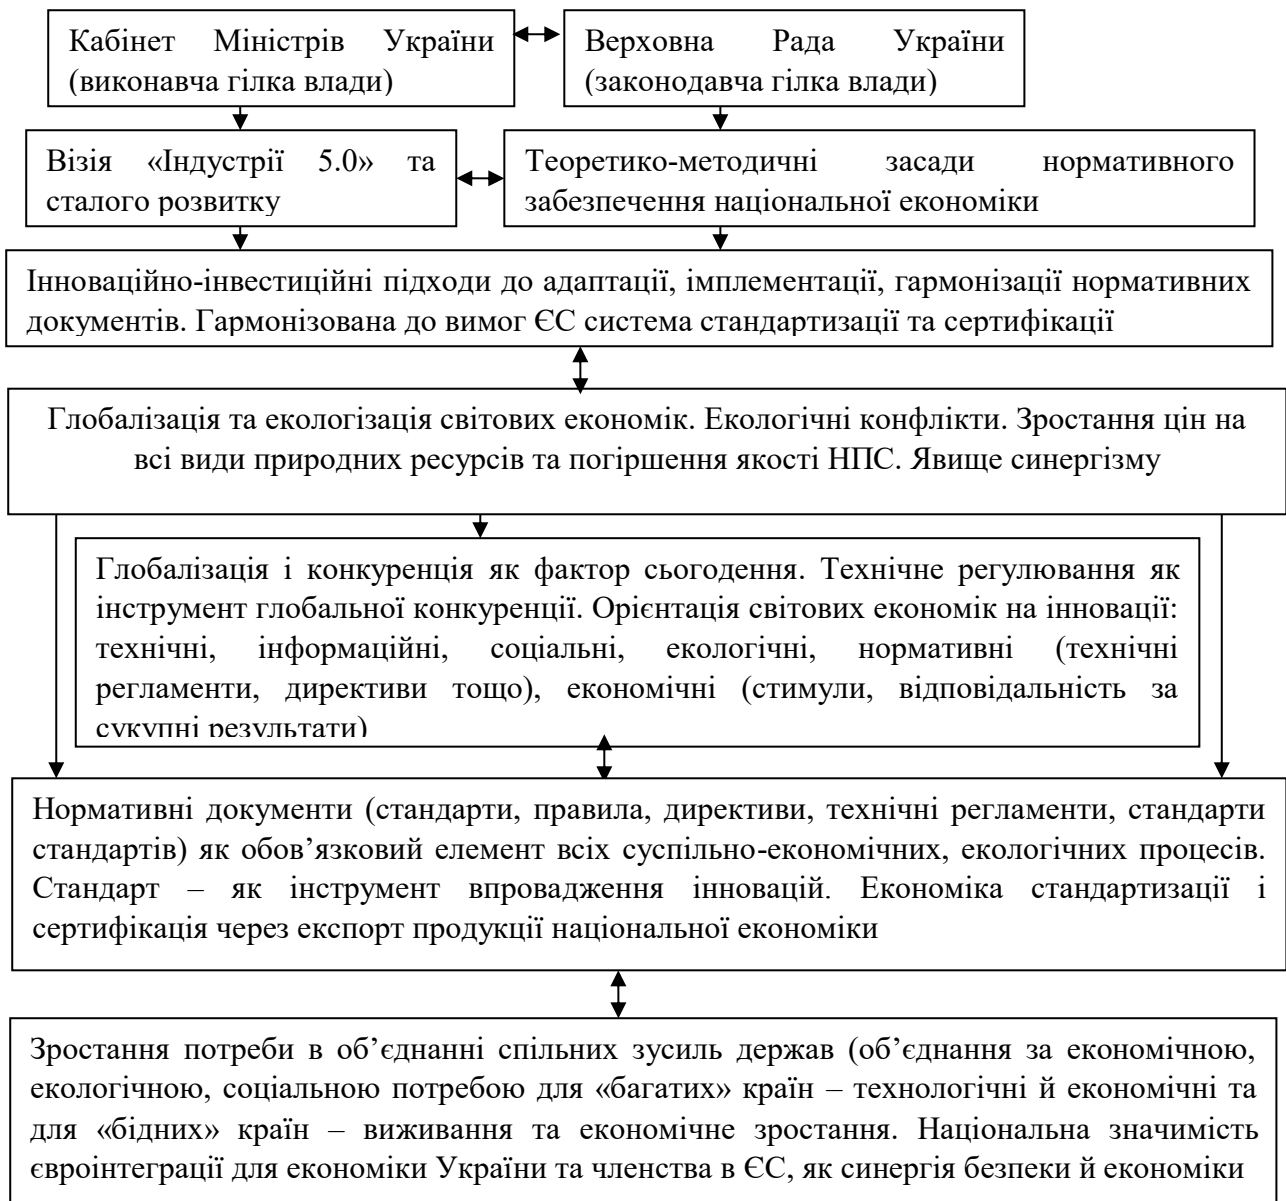 Кабінет Міністрів України
(виконавча гілка влади)
Верховна Рада України
(законодавча гілка влади)
Візія «Індустрії 5.0» та
сталого розвитку
Теоретико-методичні засади нормативного
забезпечення національної економіки
Інноваційно-інвестиційні підходи до адаптації, імплементації, гармонізації нормативних
документів. Гармонізована до вимог ЄС система стандартизації та сертифікації
Глобалізація та екологізація світових економік. Екологічні конфлікти. Зростання цін на
всі види природних ресурсів та погіршення якості НПС. Явище синергізму
Глобалізація і конкуренція як фактор сьогодення. Технічне регулювання як
інструмент глобальної конкуренції. Орієнтація світових економік на інновації:
технічні, інформаційні, соціальні, екологічні, нормативні (технічні
регламенти, директиви тощо), економічні (стимули, відповідальність за
сукупні результати)
Нормативні документи (стандарти, правила, директиви, технічні регламенти, стандарти
стандартів) як обов’язковий елемент всіх суспільно-економічних, екологічних процесів.
Стандарт – як інструмент впровадження інновацій. Економіка стандартизації і
сертифікація через експорт продукції національної економіки
Зростання потреби в об’єднанні спільних зусиль держав (об’єднання за економічною,
екологічною, соціальною потребою для «багатих» країн – технологічні й економічні та
для «бідних» країн – виживання та економічне зростання. Національна значимість
євроінтеграції для економіки України та членства в ЄС, як синергія безпеки й економіки